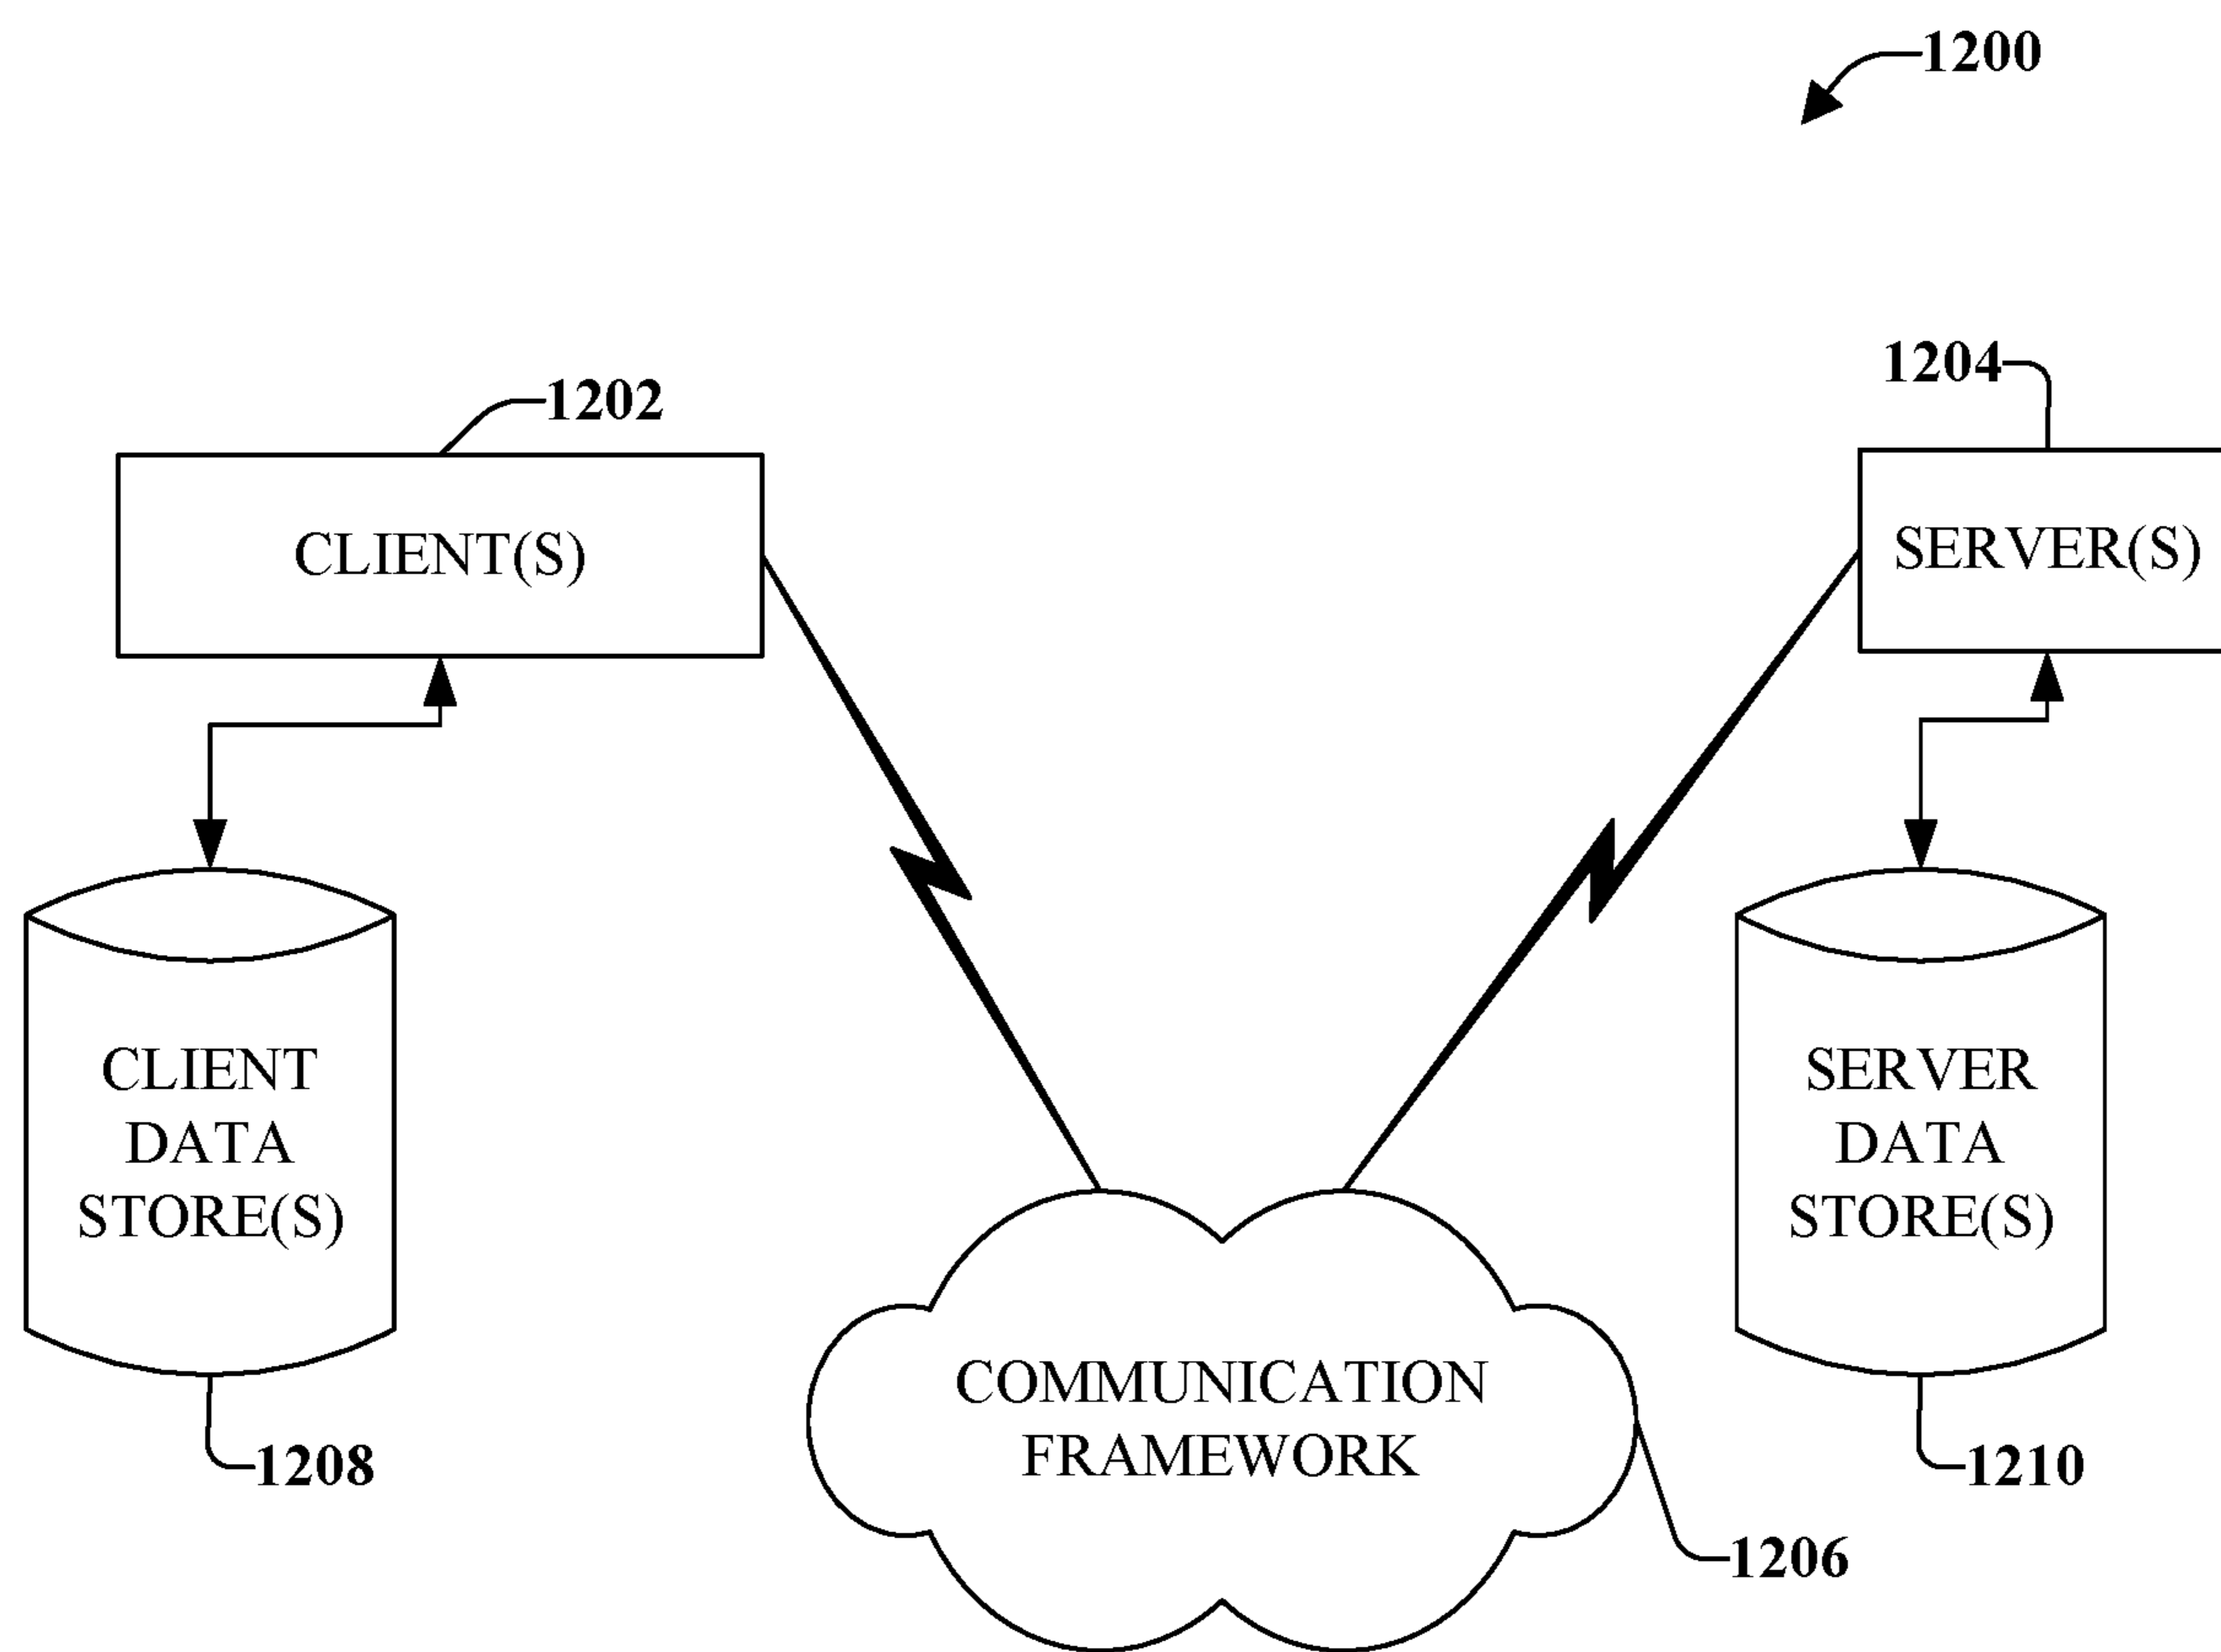 1200
1202
1204
CLIENT(S)
SERVER(S)
CLIENT
DATA
STORE(S)
SERVER
DATA
STORE(S)
COMMUNICATION
FRAMEWORK
1208
1210
1206